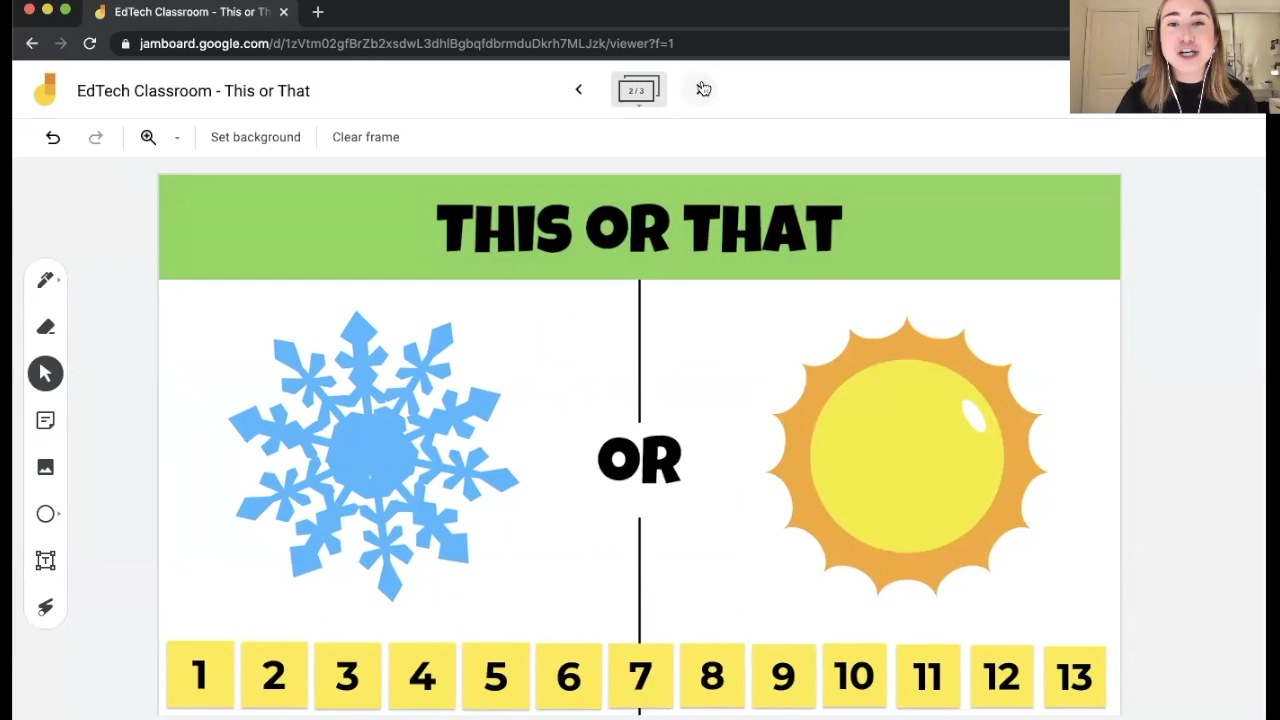 EdTech Classroom - This or Th
jamboard.google.com/d/1zVtm02gfBrZb2xsdwL3dhlBgbqfdbrmduDkrh7MLJzk/viewer?f=1
EdTech Classroom - This or That
2 / 3
Set background
Clear frame
THIS OR THAT
OR
1 2 3 4 5 6 7 8 9 10 11 12 13